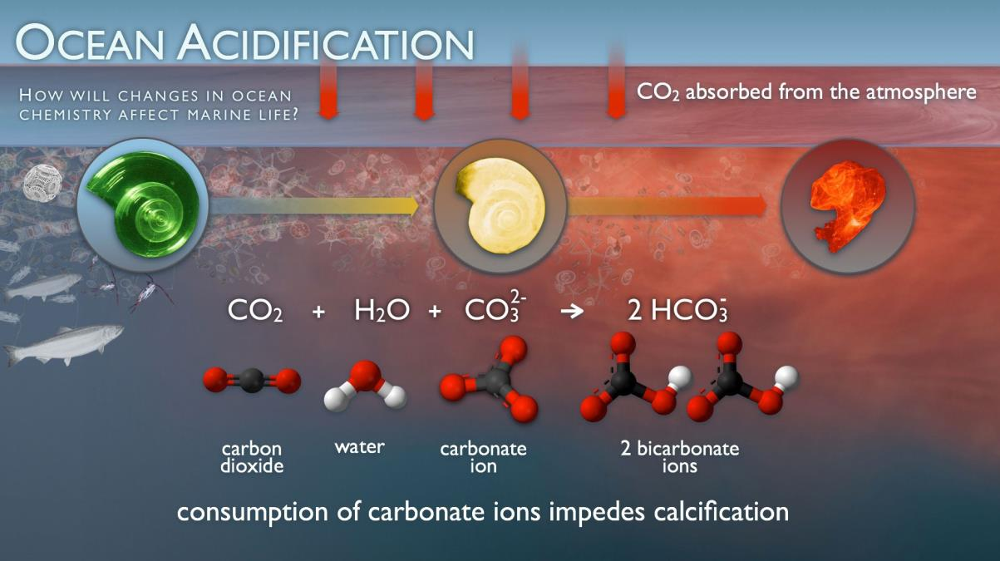 OCEAN ACIDIFICATION
HOW WILL CHANGES IN OCEAN
CHEMISTRY AFFECT MARINE LIFE?
CO₂ absorbed from the atmosphere
CO₂ + H₂O + CO₃²⁻ → 2 HCO₃⁻
carbon
dioxide
water
carbonate
ion
2 bicarbonate
ions
consumption of carbonate ions impedes calcification